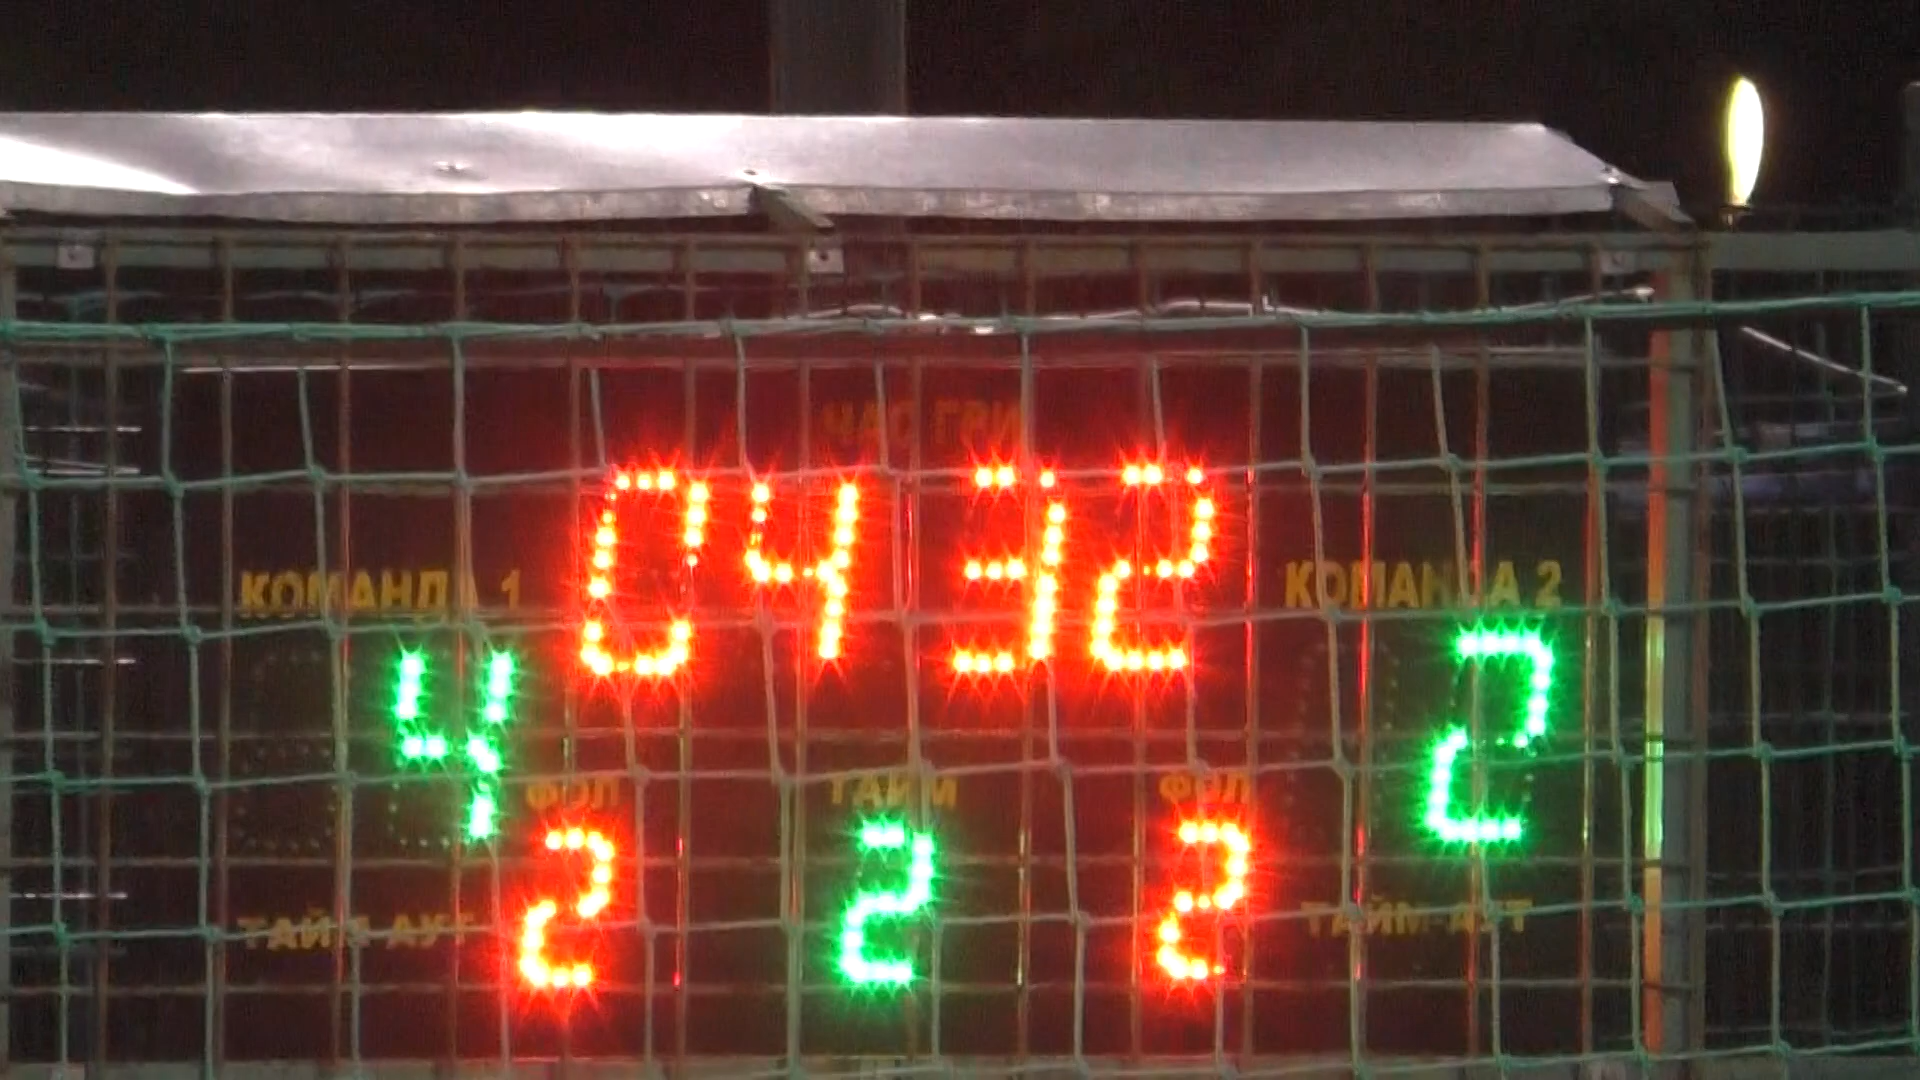 ЧАС ГРИ
04 32
КОМАНДА 1 КОМАНДА 2
4 2
ФОЛ ТАЙМ ФОЛ
2 2 2
ТАЙМ-АУТ ТАЙМ-АУТ